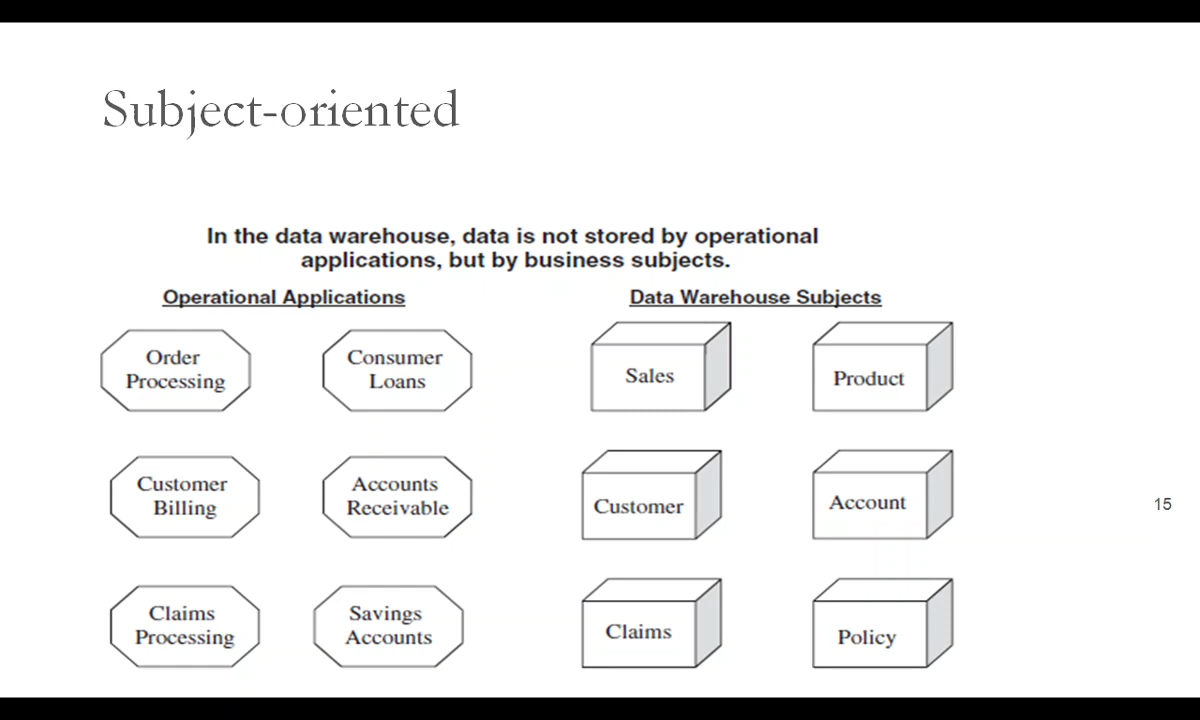 Subject-oriented
In the data warehouse, data is not stored by operational
applications, but by business subjects.
Operational Applications
Order
Processing
Consumer
Loans
Customer
Billing
Accounts
Receivable
Claims
Processing
Savings
Accounts
Data Warehouse Subjects
Sales
Product
Customer
Account
Claims
Policy
15